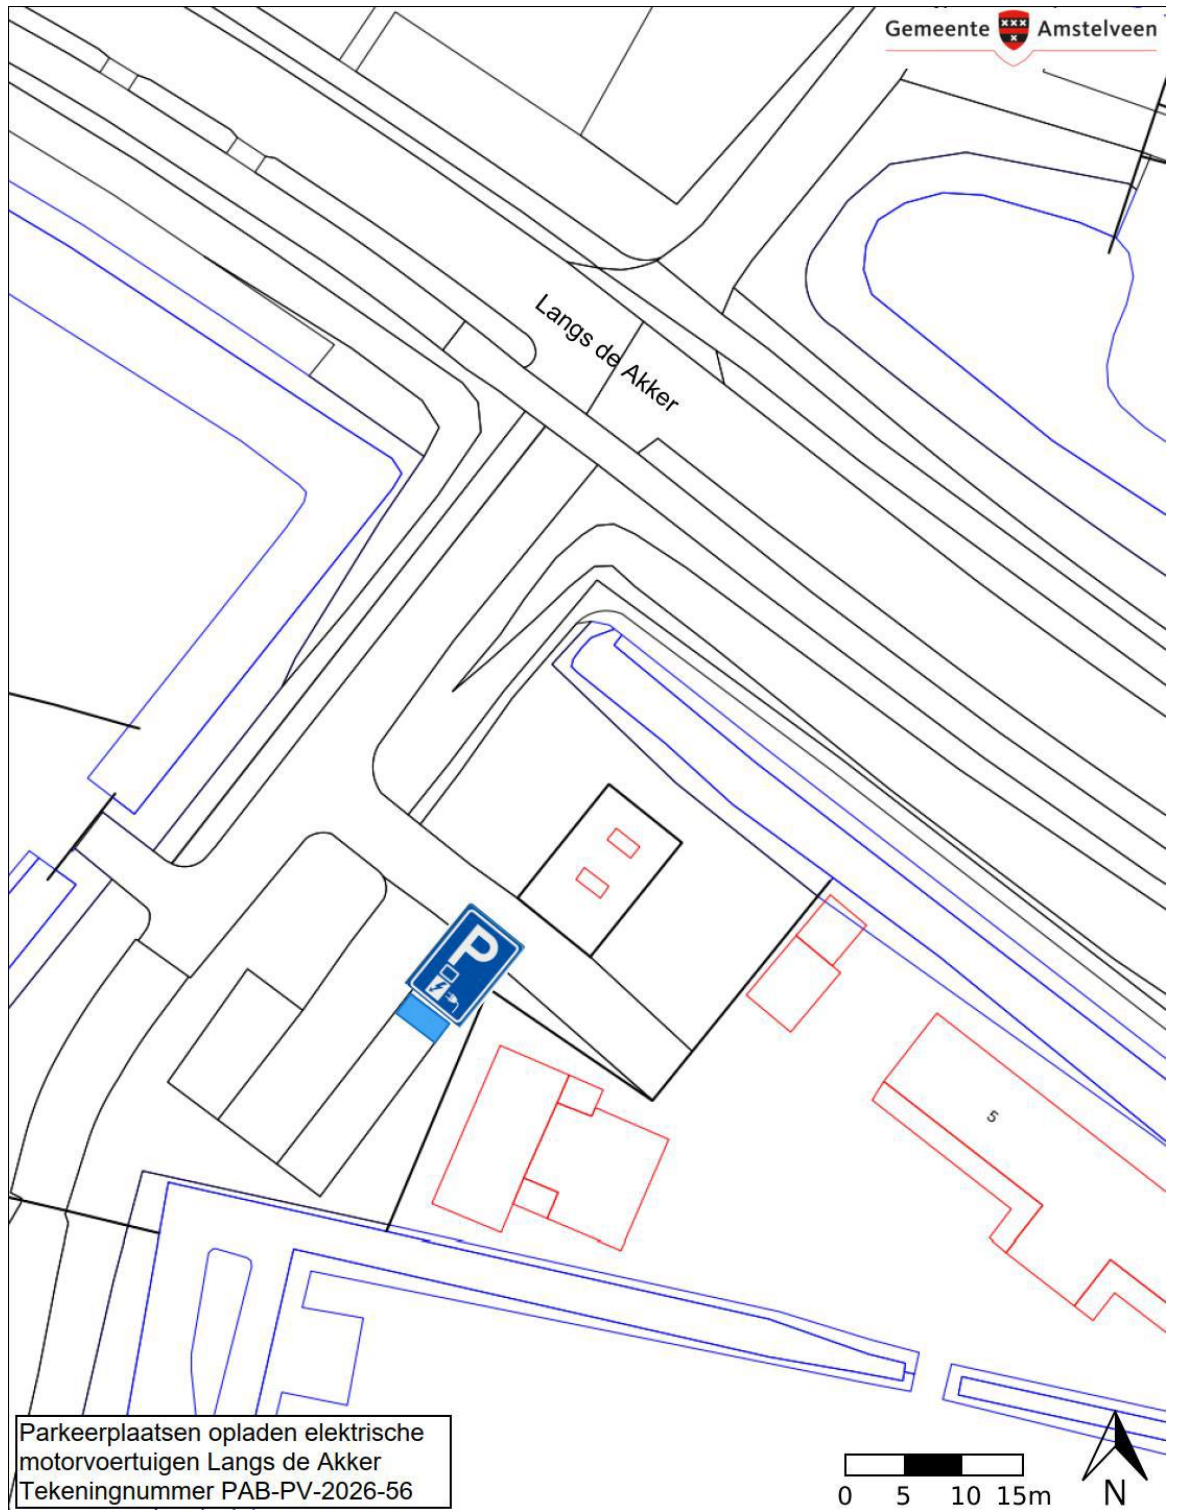 Gemeente Amstelveen
Langs de Akker
P
5
Parkeerplaatsen opladen elektrische
motorvoertuigen Langs de Akker
Tekeningnummer PAB-PV-2026-56
0 5 10 15m
N